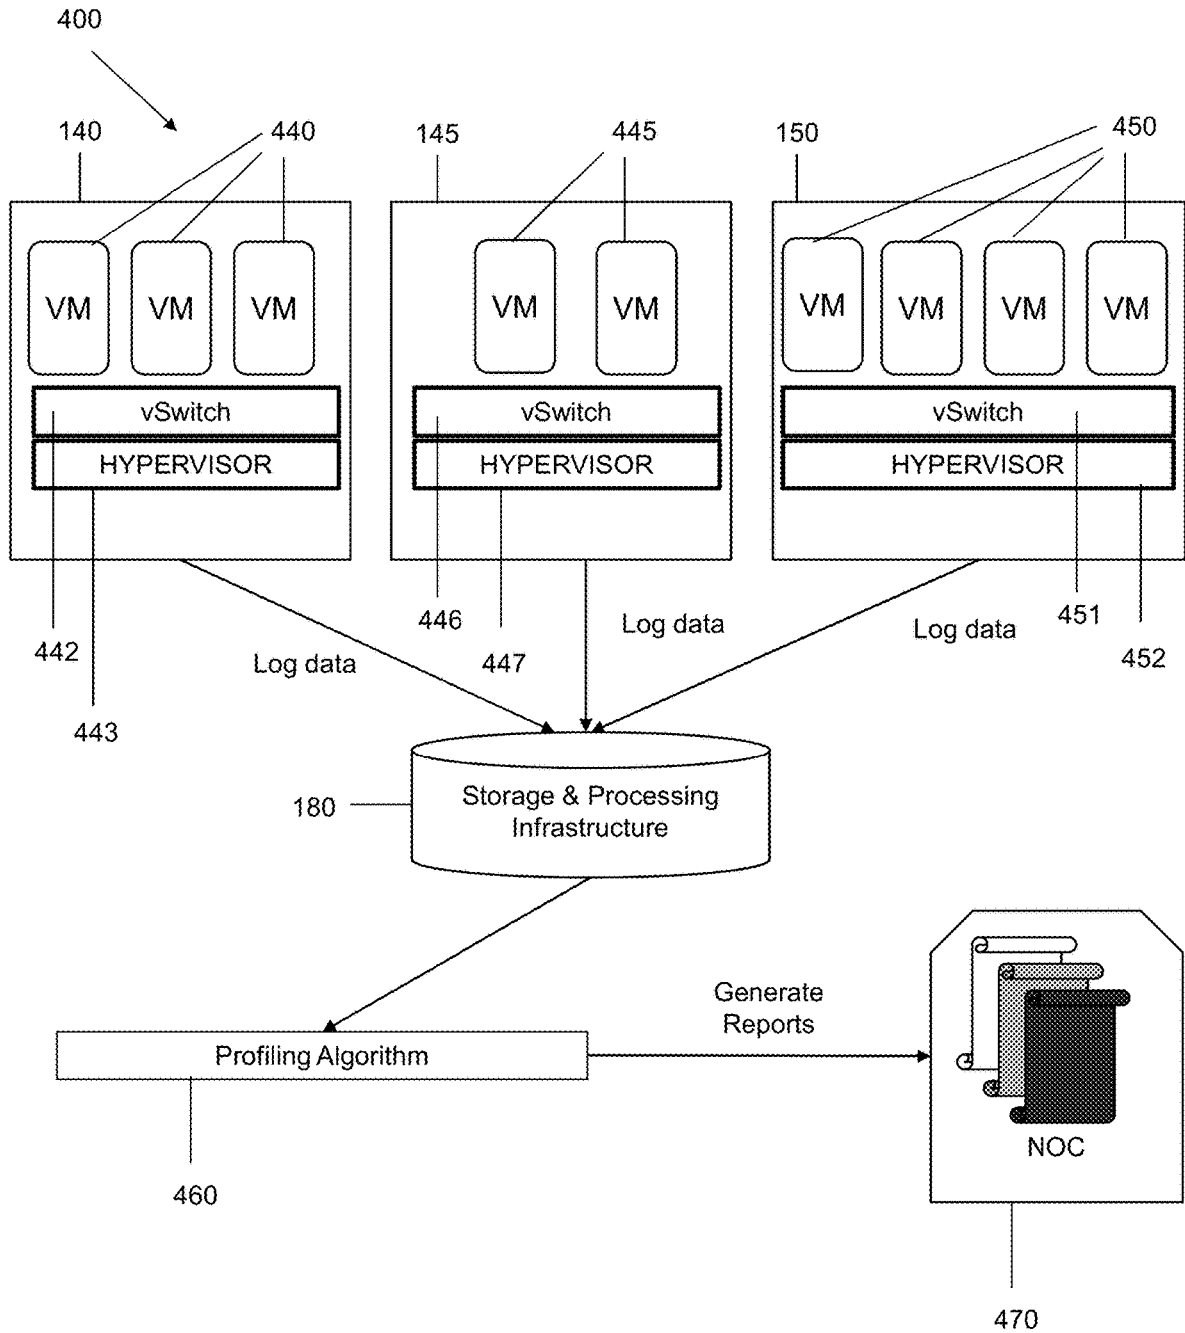 400
140
440
145
445
150
450
VM VM VM
VM VM
VM VM VM VM
vSwitch
vSwitch
vSwitch
HYPERVISOR
HYPERVISOR
HYPERVISOR
442
443
Log data
446
447
Log data
451
452
Log data
180
Storage & Processing
Infrastructure
Generate
Reports
Profiling Algorithm
460
NOC
470